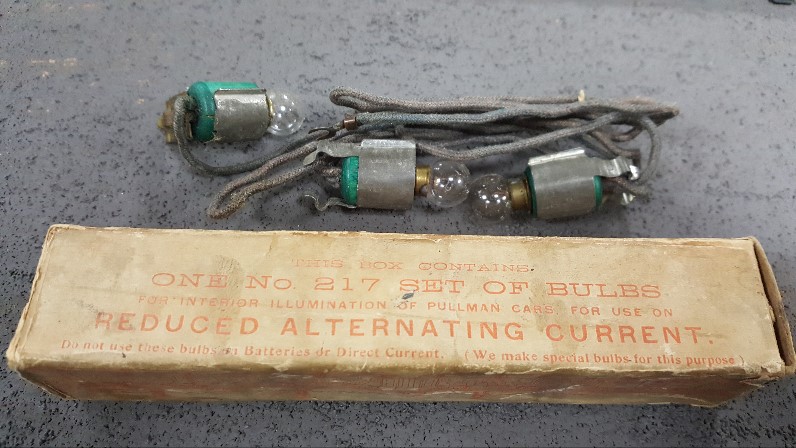 THIS BOX CONTAINS.
ONE No. 217 SET OF BULBS
FOR INTERIOR ILLUMINATION OF PULLMAN CARS, FOR USE ON
REDUCED ALTERNATING CURRENT.
Do not use these bulbs on Batteries or Direct Current. (We make special bulbs for this purpose)